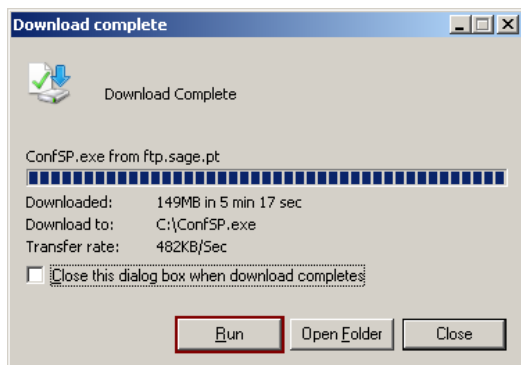 Download complete
Download Complete
ConfSP.exe from ftp.sage.pt
Downloaded: 149MB in 5 min 17 sec
Download to: C:\ConfSP.exe
Transfer rate: 482KB/Sec
Close this dialog box when download completes
Run Open Folder Close